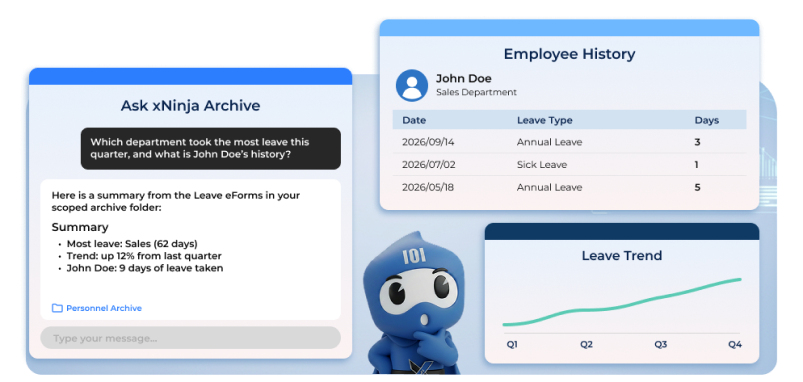 Ask xNinja Archive
Which department took the most leave this
quarter, and what is John Doe's history?
Here is a summary from the Leave eForms in your
scoped archive folder:
Summary
• Most leave: Sales (62 days)
• Trend: up 12% from last quarter
• John Doe: 9 days of leave taken
Personnel Archive
Type your message...
Employee History
John Doe
Sales Department
Date Leave Type Days
2026/09/14 Annual Leave 3
2026/07/02 Sick Leave 1
2026/05/18 Annual Leave 5
101
Leave Trend
Q1 Q2 Q3 Q4